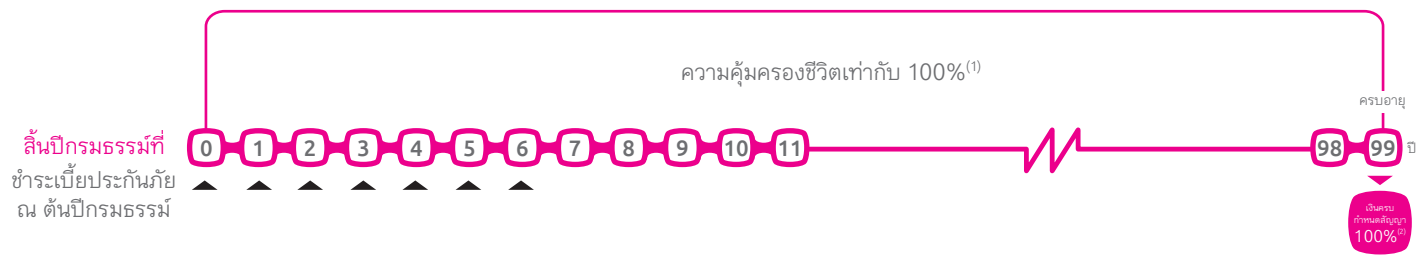 ความคุ้มครองชีวิตเท่ากับ 100%(1)
ครบอายุ
สิ้นปีกรมธรรม์ที่ 0 1 2 3 4 5 6 7 8 9 10 11 98 99 ปี
ชำระเบี้ยประกันภัย
ณ ต้นปีกรมธรรม์
เงินครบ
กำหนดสัญญา
100%(2)